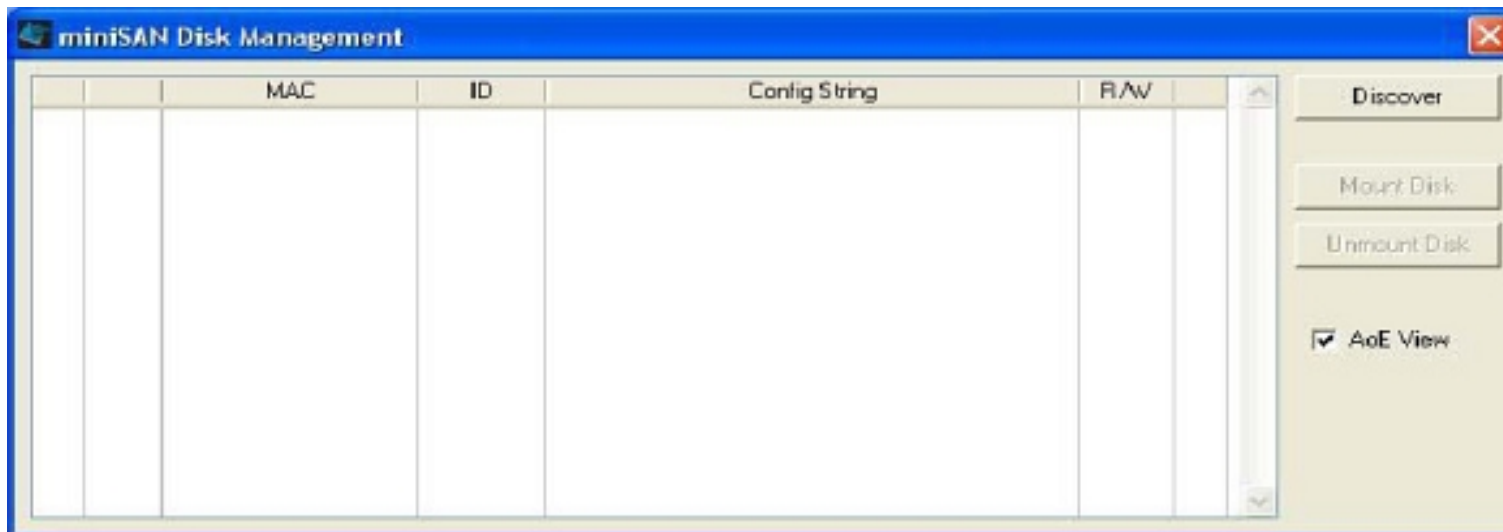 miniSAN Disk Management
MAC ID Config String R/W
Discover
Mount Disk
Unmount Disk
AoE View